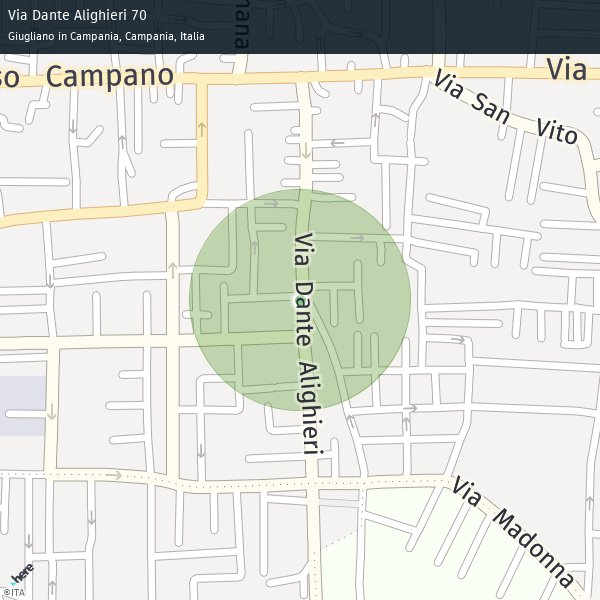 Via Dante Alighieri 70
Giugliano in Campania, Campania, Italia
so Campano
mana
Via
Via San Vito
Via Dante Alighieri
Via Madonna
here
©ITA